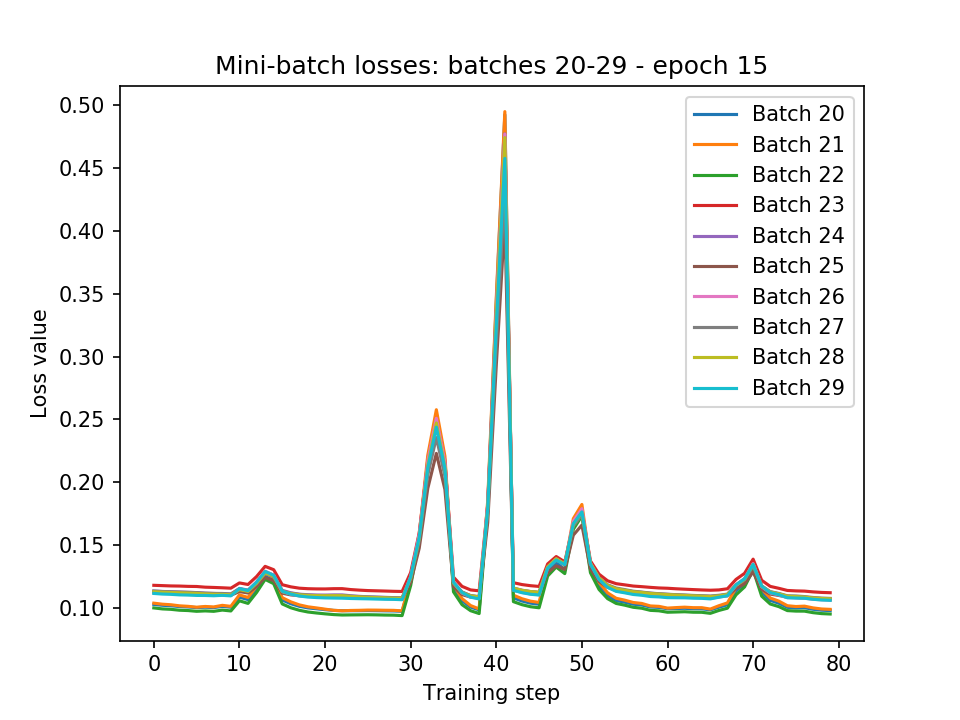 Mini-batch losses: batches 20-29 - epoch 15
0.50
0.45
0.40
0.35
0.30
0.25
0.20
0.15
0.10
Loss value
Batch 20
Batch 21
Batch 22
Batch 23
Batch 24
Batch 25
Batch 26
Batch 27
Batch 28
Batch 29
0 10 20 30 40 50 60 70 80
Training step